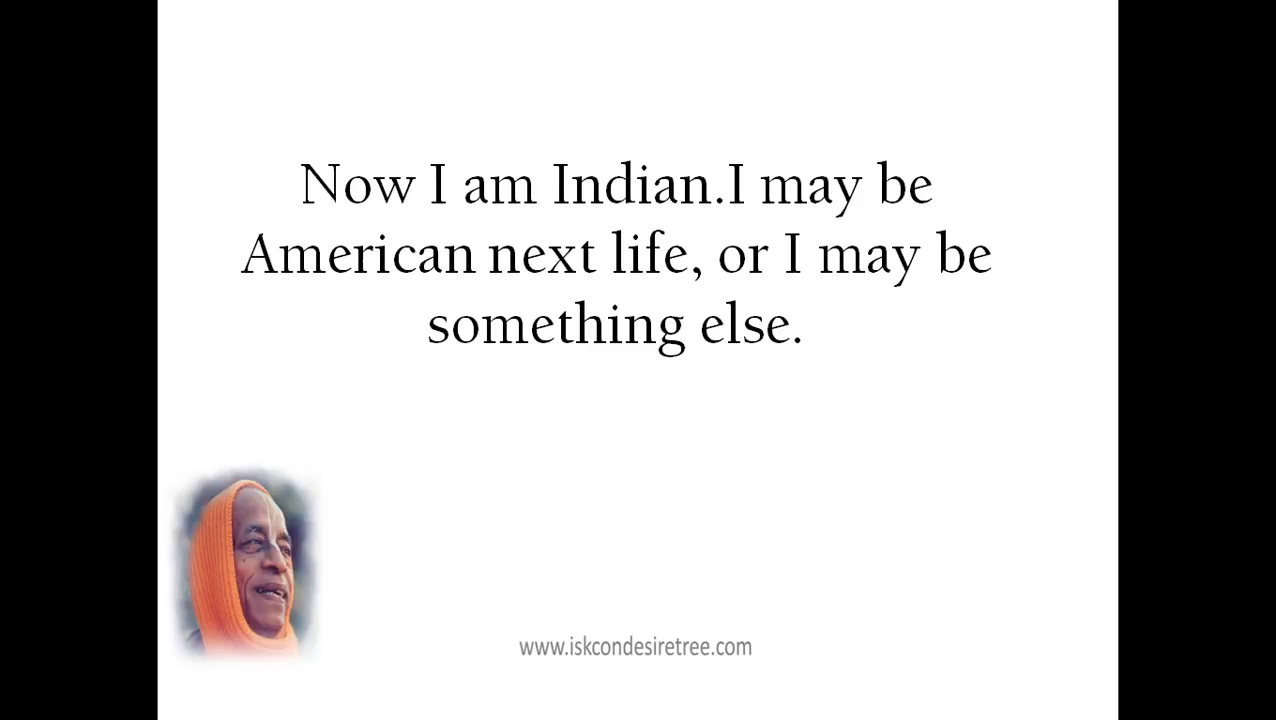 Now I am Indian.I may be
American next life, or I may be
something else.
www.iskcondesiretree.com